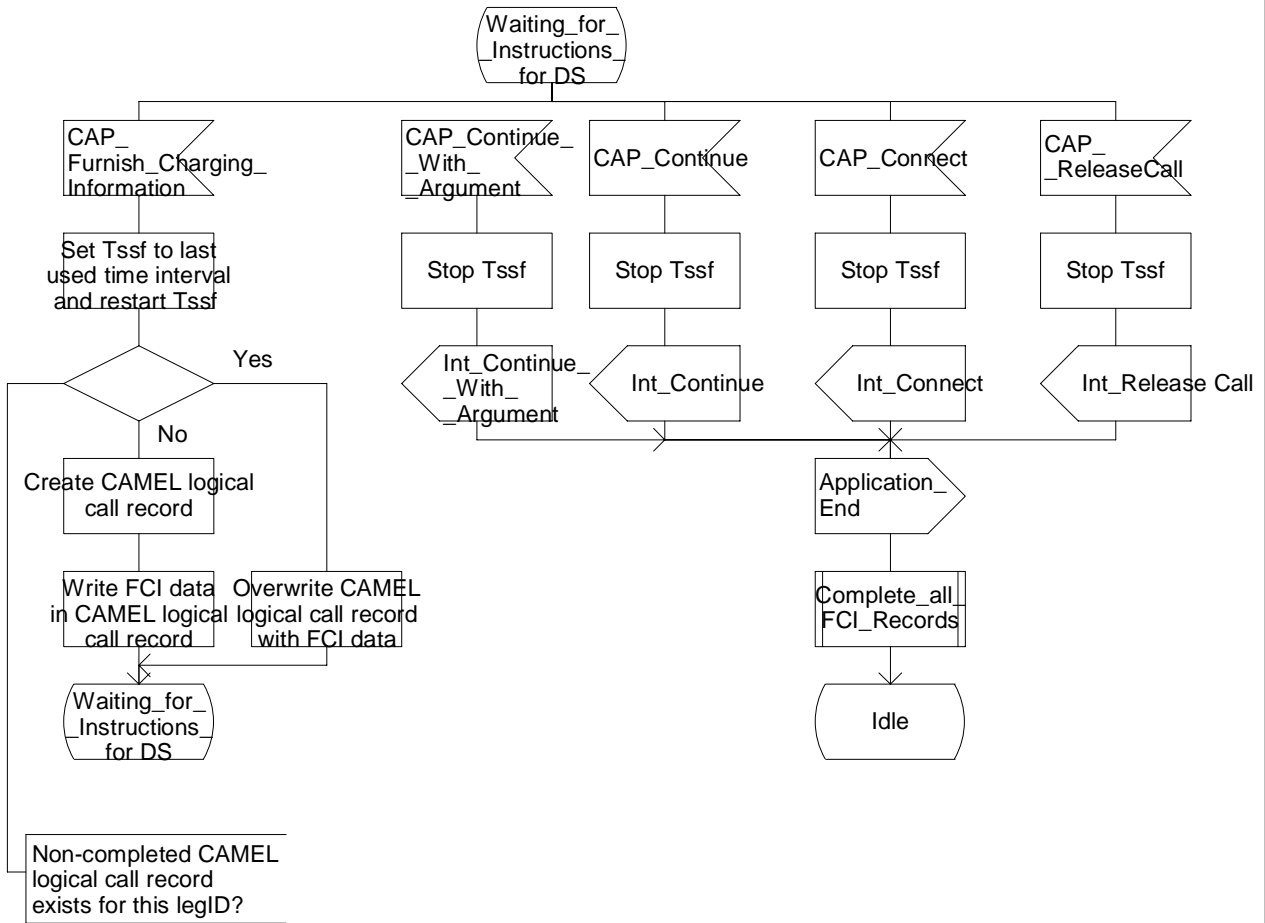 Waiting_for_
_Instructions_
for DS
CAP_
_Furnish_Charging_
_Information
CAP_Continue_
_With_
_Argument
CAP_Continue
CAP_Connect
CAP_
_ReleaseCall
Set Tssf to last
used time interval
and restart Tssf
Stop Tssf
Stop Tssf
Stop Tssf
Stop Tssf
Yes
No
Int_Continue_
_With_
_Argument
Int_Continue
Int_Connect
Int_Release Call
Create CAMEL logical
call record
Application_
_End
Write FCI data
in CAMEL logical
call record
Overwrite CAMEL
logical call record
with FCI data
Complete_all_
_FCI_Records
Waiting_for_
_Instructions_
for DS
Idle
Non-completed CAMEL
logical call record
exists for this legID?